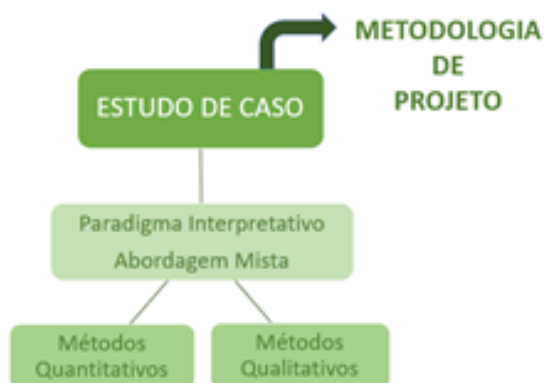 METODOLOGIA
DE
PROJETO
ESTUDO DE CASO
Paradigma Interpretativo
Abordagem Mista
Métodos
Quantitativos
Métodos
Qualitativos